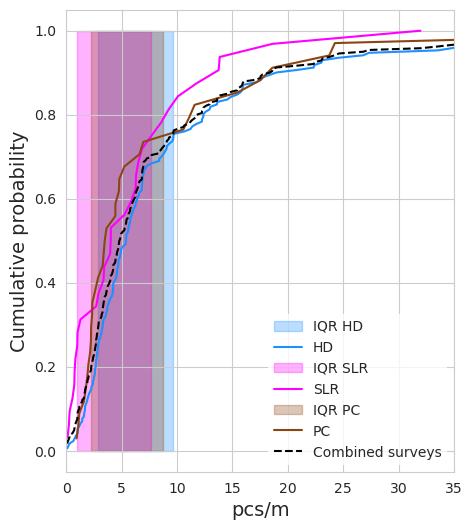 1.0
0.8
0.6
0.4
0.2
0.0
Cumulative probability
IQR HD
HD
IQR SLR
SLR
IQR PC
PC
Combined surveys
0 5 10 15 20 25 30 35
pcs/m